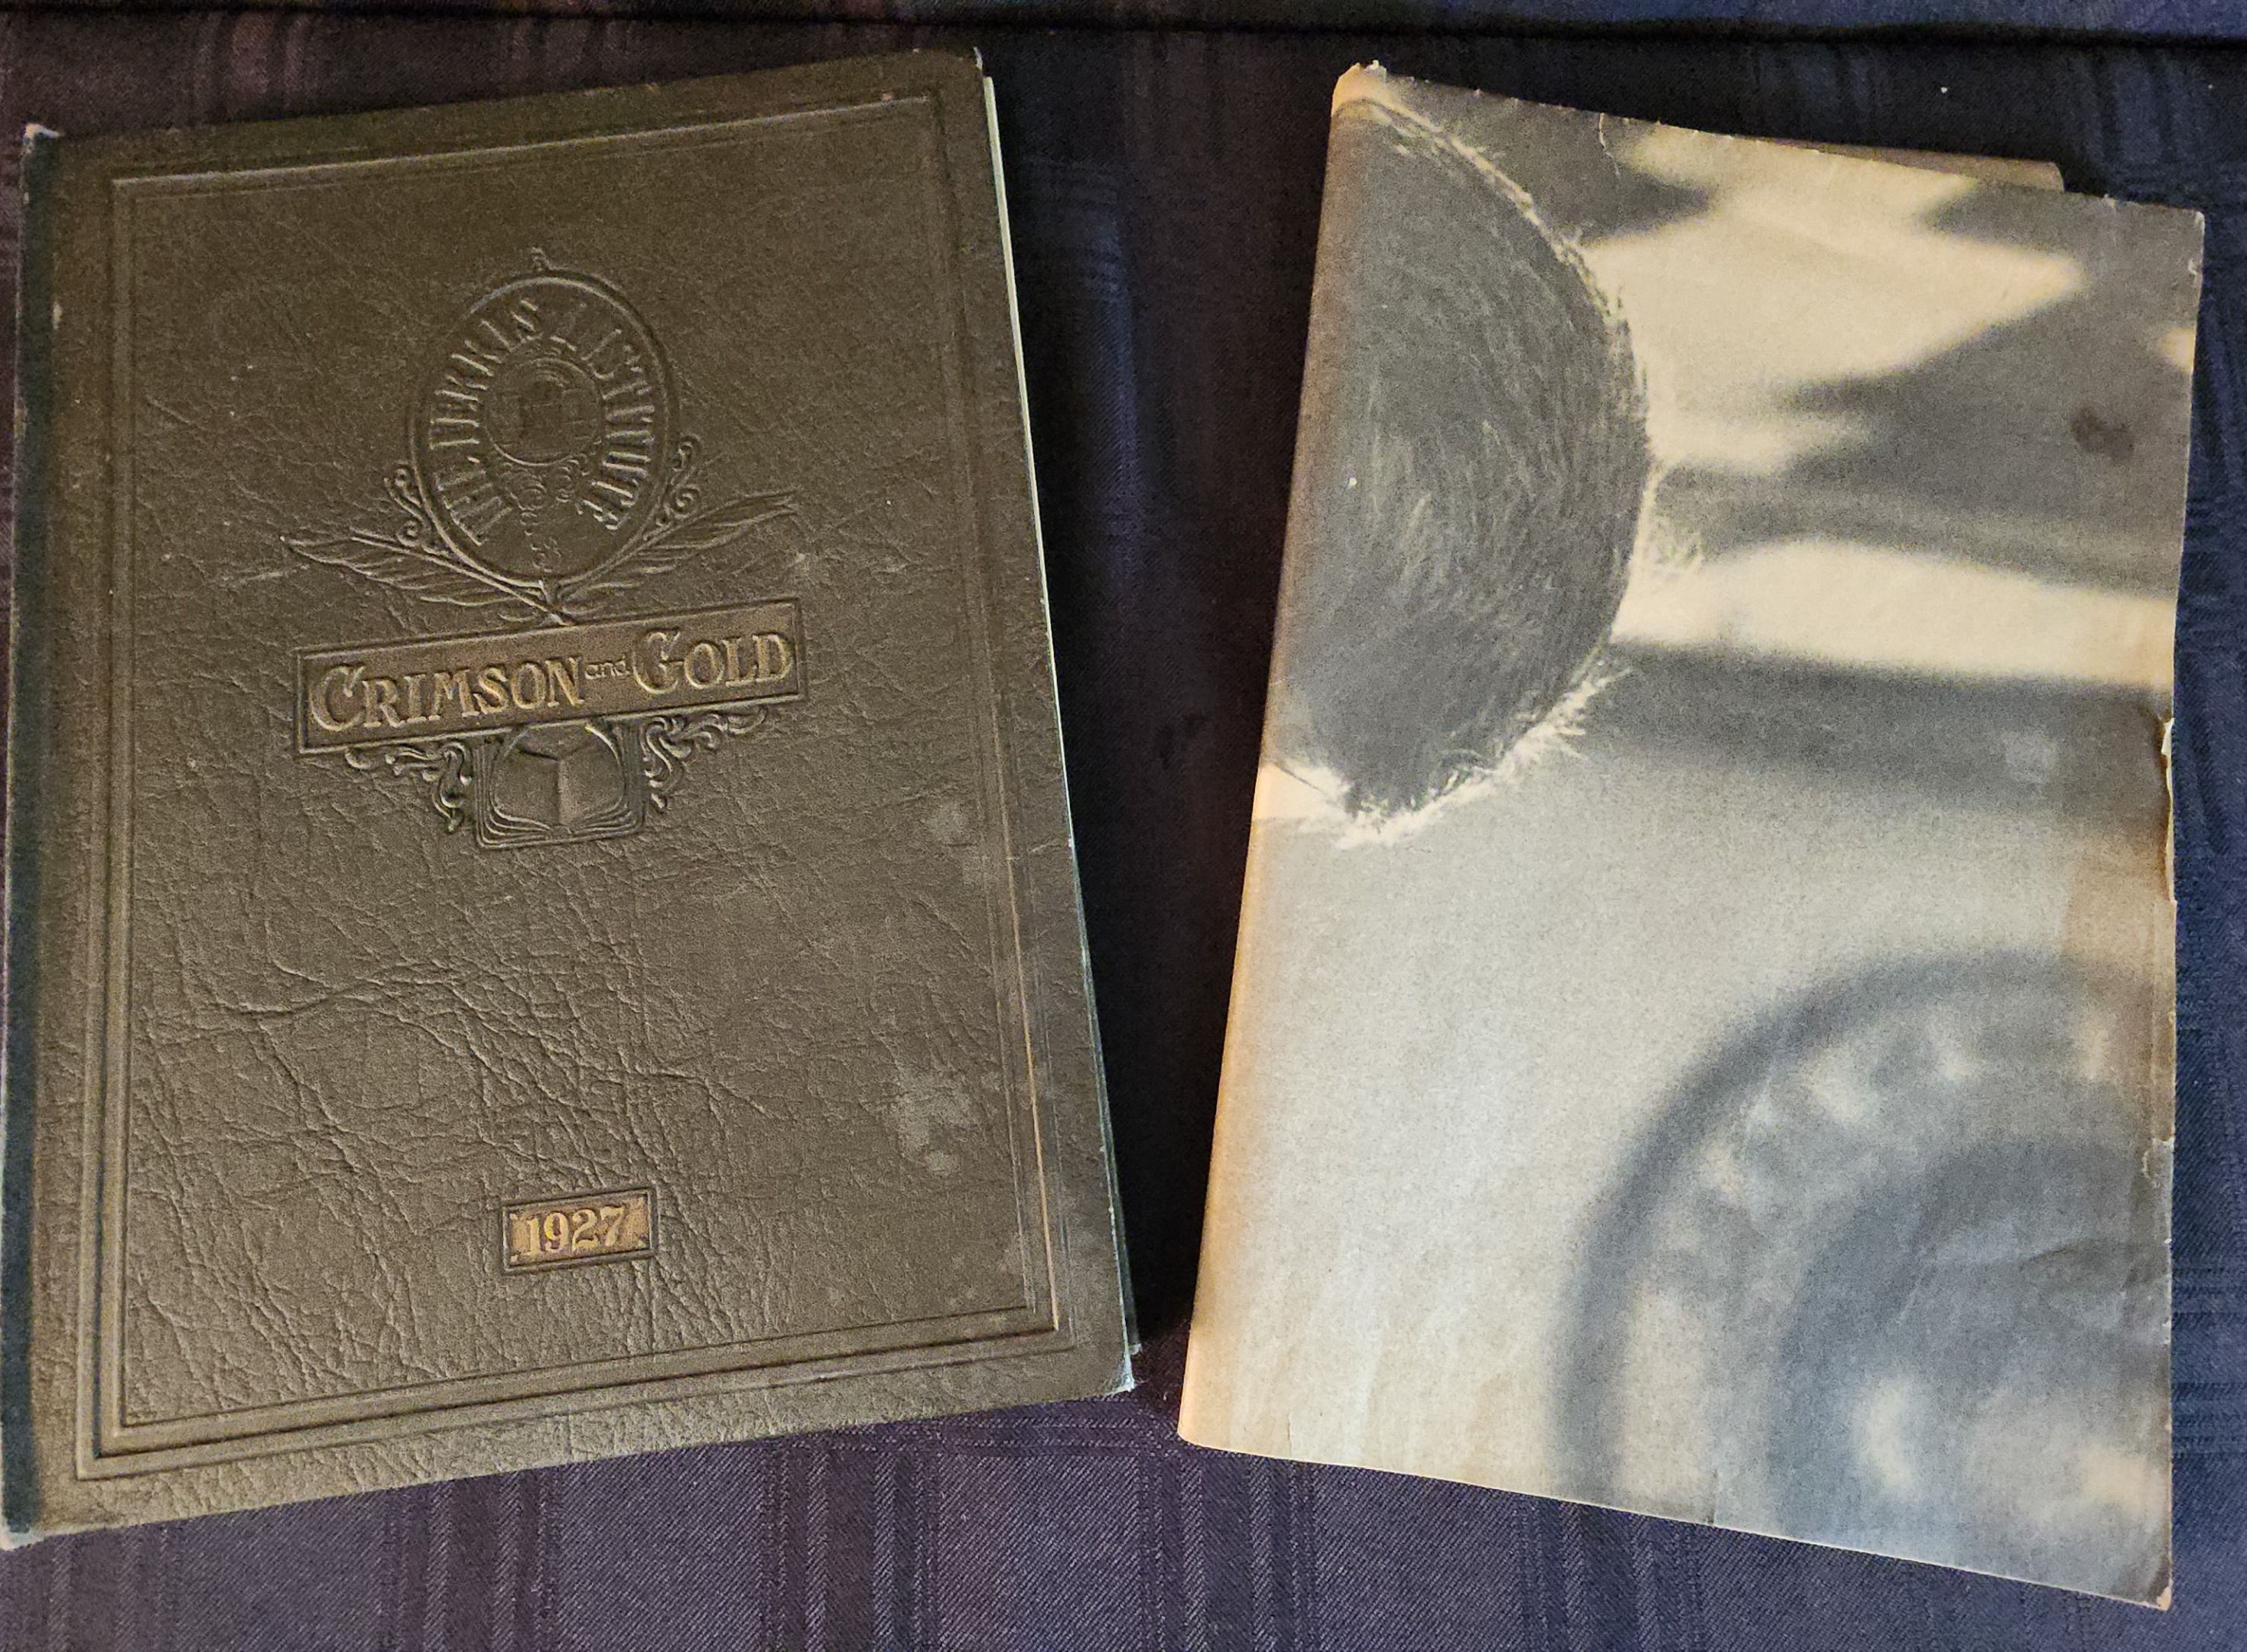 THE FERRIS INSTITUTE
CRIMSON and GOLD
1927